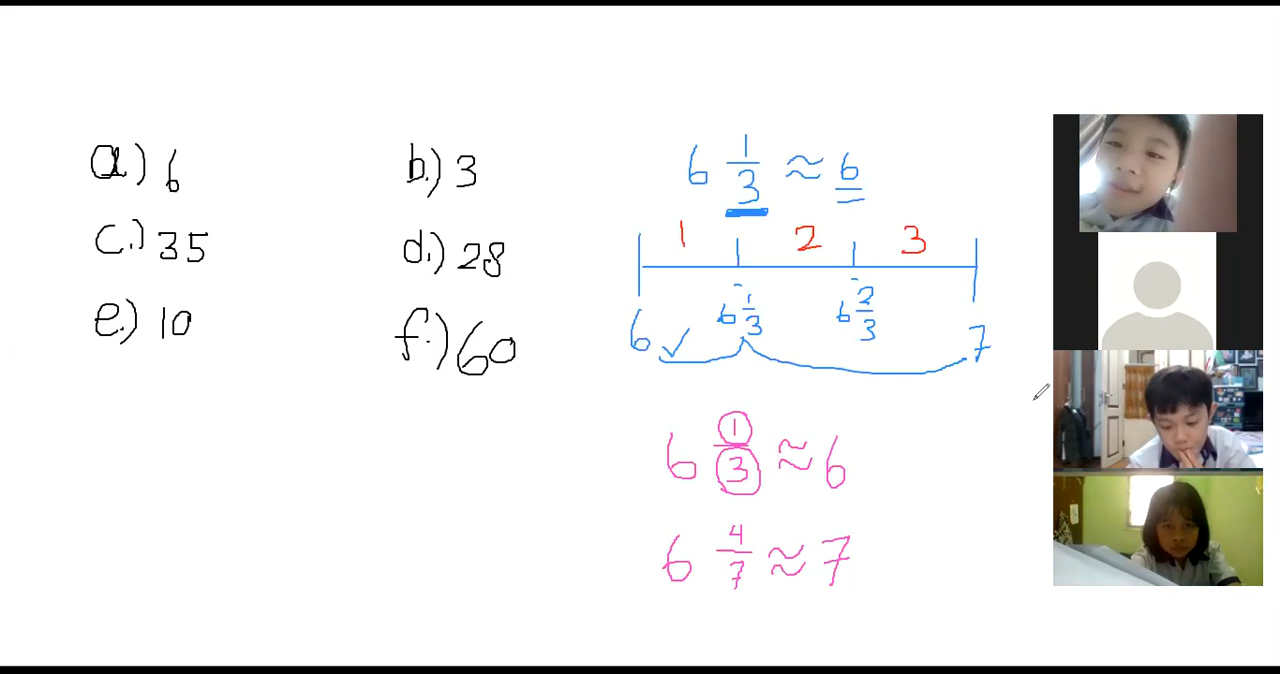 a.) 6
b.) 3
c.) 35
d.) 28
e.) 10
f.) 60
6 1/3 ≈ 6
1 2 3
6 6 1/3 6 2/3 7
6 1/3 ≈ 6
6 4/7 ≈ 7